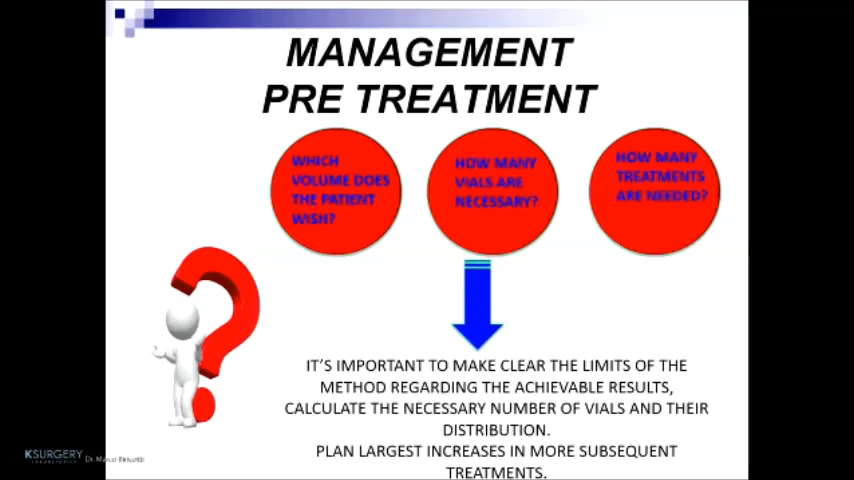 MANAGEMENT
PRE TREATMENT
WHICH
VOLUME DOES
THE PATIENT
WISH?
HOW MANY
VIALS ARE
NECESSARY?
HOW MANY
TREATMENTS
ARE NEEDED?
IT'S IMPORTANT TO MAKE CLEAR THE LIMITS OF THE
METHOD REGARDING THE ACHIEVABLE RESULTS,
CALCULATE THE NECESSARY NUMBER OF VIALS AND THEIR
DISTRIBUTION.
PLAN LARGEST INCREASES IN MORE SUBSEQUENT
TREATMENTS.
KSURGERY